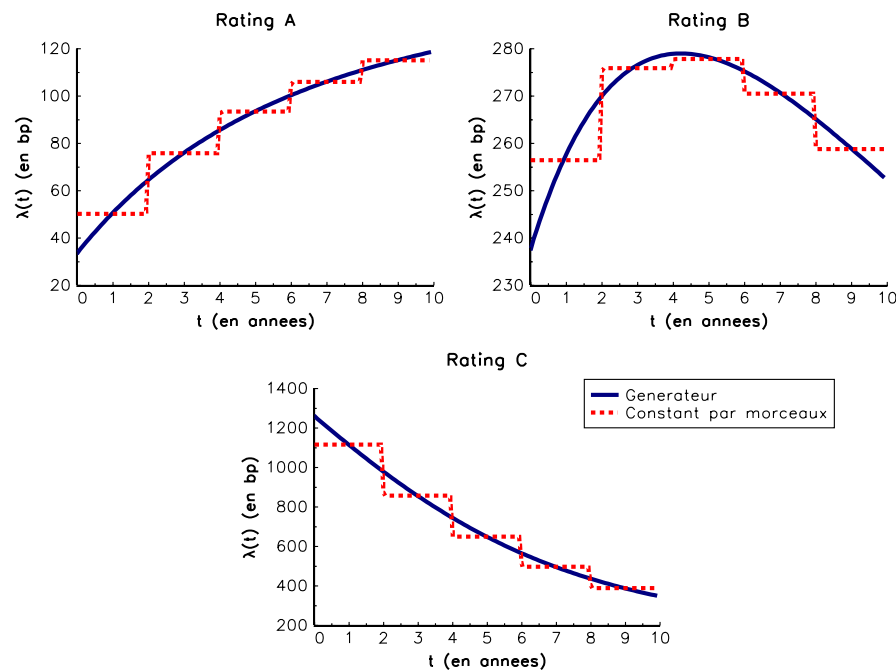 Rating A
λ(t) (en bp)
120
100
80
60
40
20
0 1 2 3 4 5 6 7 8 9 10
t (en annees)
Rating B
λ(t) (en bp)
280
270
260
250
240
230
0 1 2 3 4 5 6 7 8 9 10
t (en annees)
Rating C
λ(t) (en bp)
1400
1200
1000
800
600
400
200
0 1 2 3 4 5 6 7 8 9 10
t (en annees)
Generateur
Constant par morceaux